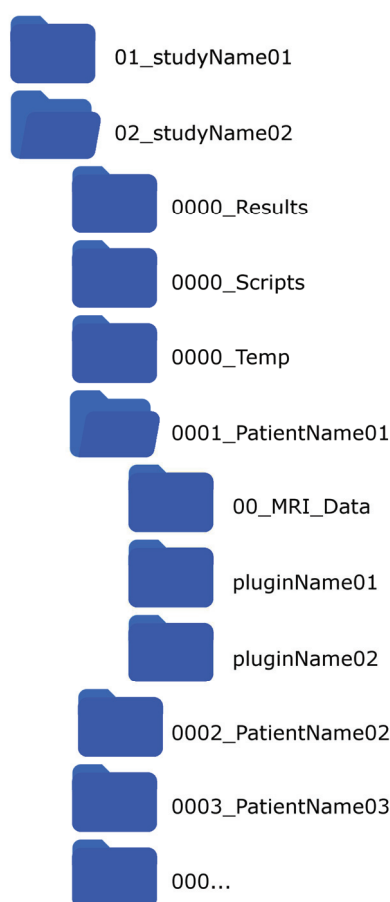 01_studyName01
02_studyName02
0000_Results
0000_Scripts
0000_Temp
0001_PatientName01
00_MRI_Data
pluginName01
pluginName02
0002_PatientName02
0003_PatientName03
000...